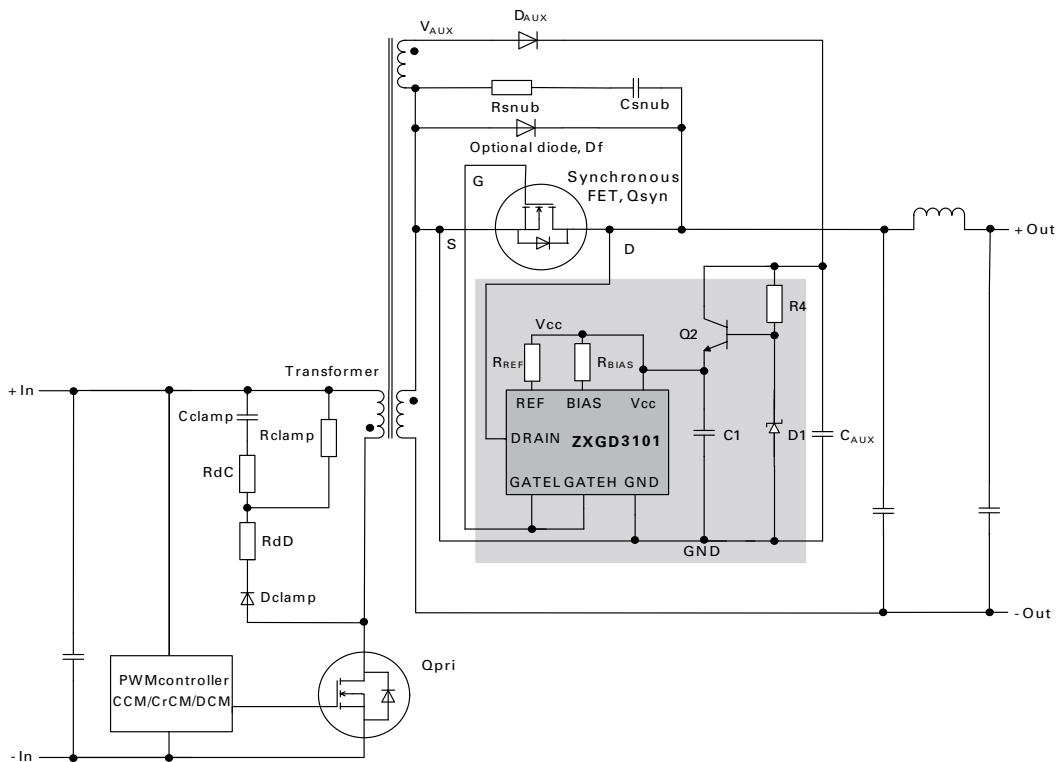 VAUX
DAUX
Rsnub
Csnub
Optional diode, Df
G
Synchronous
FET, Qsyn
S
D
+Out
R4
Q2
Vcc
RREF
RBIAS
Transformer
+In
REF BIAS Vcc
Cclamp
Rclamp
DRAIN ZXGD3101
C1
D1
CAUX
RdC
GATEL GATEH GND
RdD
GND
Dclamp
-Out
Qpri
PWMcontroller
CCM/CrCM/DCM
-In